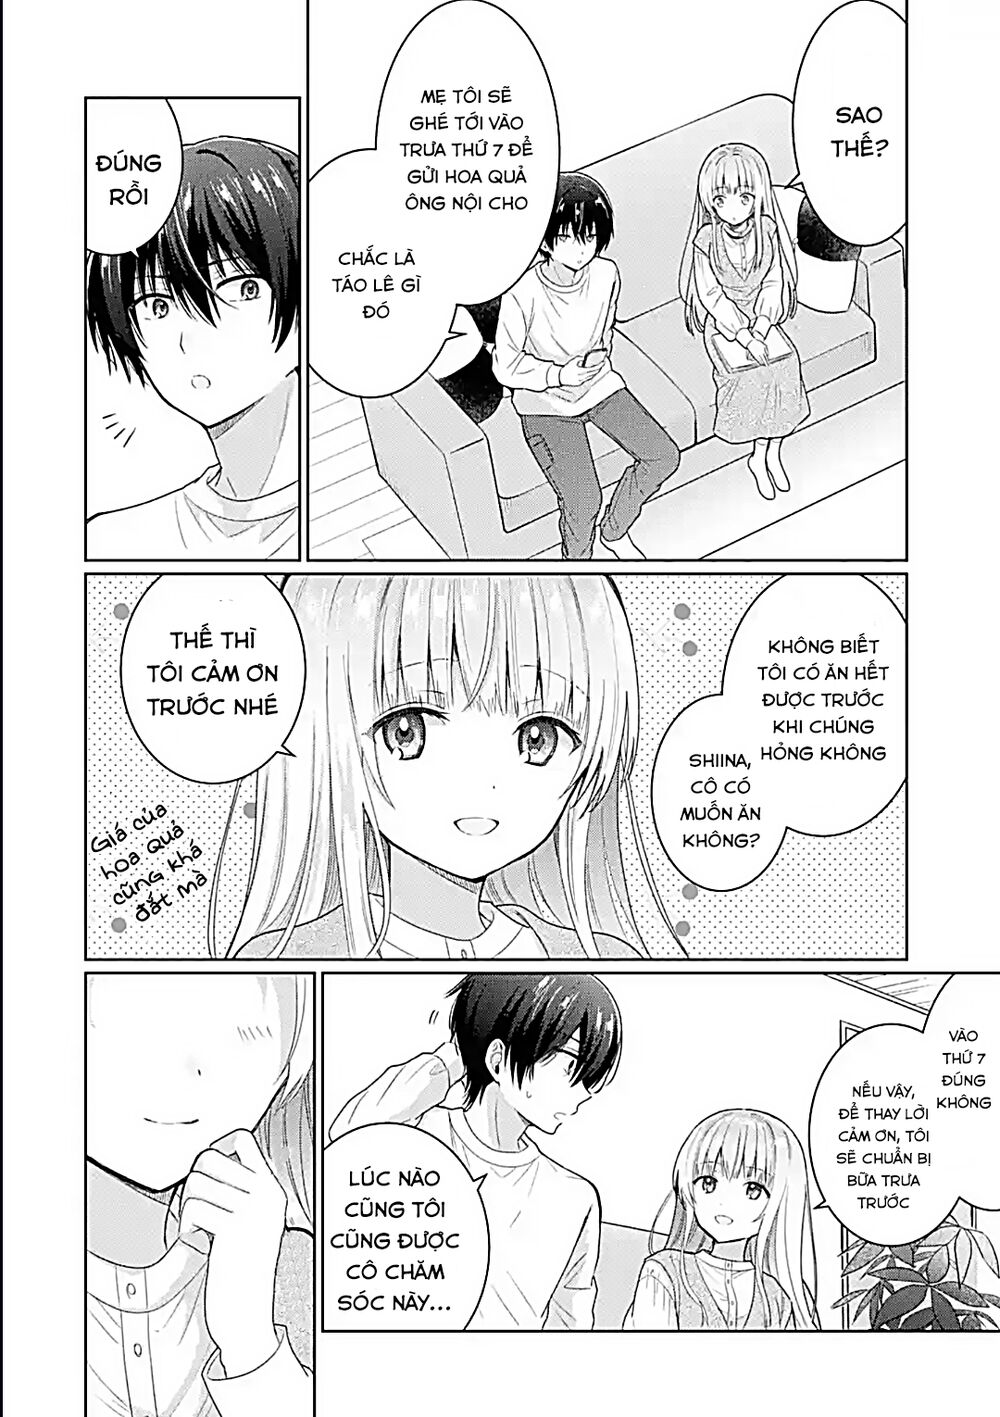 SAO
THẾ?
MẸ TÔI SẼ
GHÉ TỚI VÀO
TRƯA THỨ 7 ĐỂ
GỬI HOA QUẢ
ÔNG NỘI CHO
CHẮC LÀ
TÁO LÊ GÌ
ĐÓ
ĐÚNG
RỒI
KHÔNG BIẾT
TÔI CÓ ĂN HẾT
ĐƯỢC TRƯỚC
KHI CHÚNG
HỎNG KHÔNG
SHIINA,
CÔ CÓ
MUỐN ĂN
KHÔNG?
THẾ THÌ
TÔI CẢM ƠN
TRƯỚC NHÉ
Giá của
hoa quả
cũng khá
đắt mà
VÀO
THỨ 7
ĐÚNG
KHÔNG
NẾU VẬY,
ĐỂ THAY LỜI
CẢM ƠN, TÔI
SẼ CHUẨN BỊ
BỮA TRƯA
TRƯỚC
LÚC NÀO
CŨNG TÔI
CŨNG ĐƯỢC
CÔ CHĂM
SÓC NÀY...